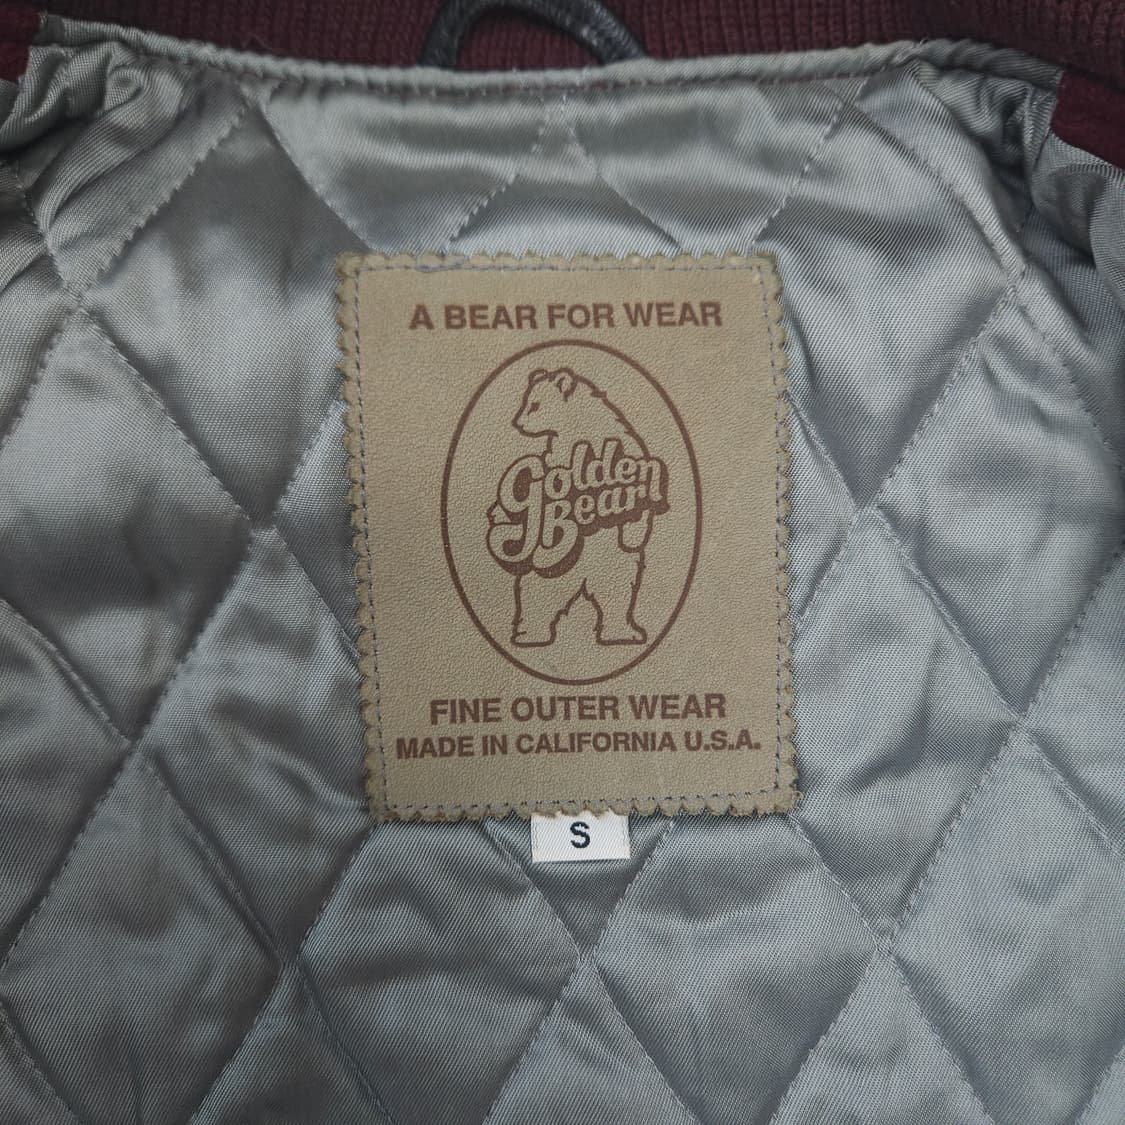 A BEAR FOR WEAR
Golden
Bear
FINE OUTER WEAR
MADE IN CALIFORNIA U.S.A.
S